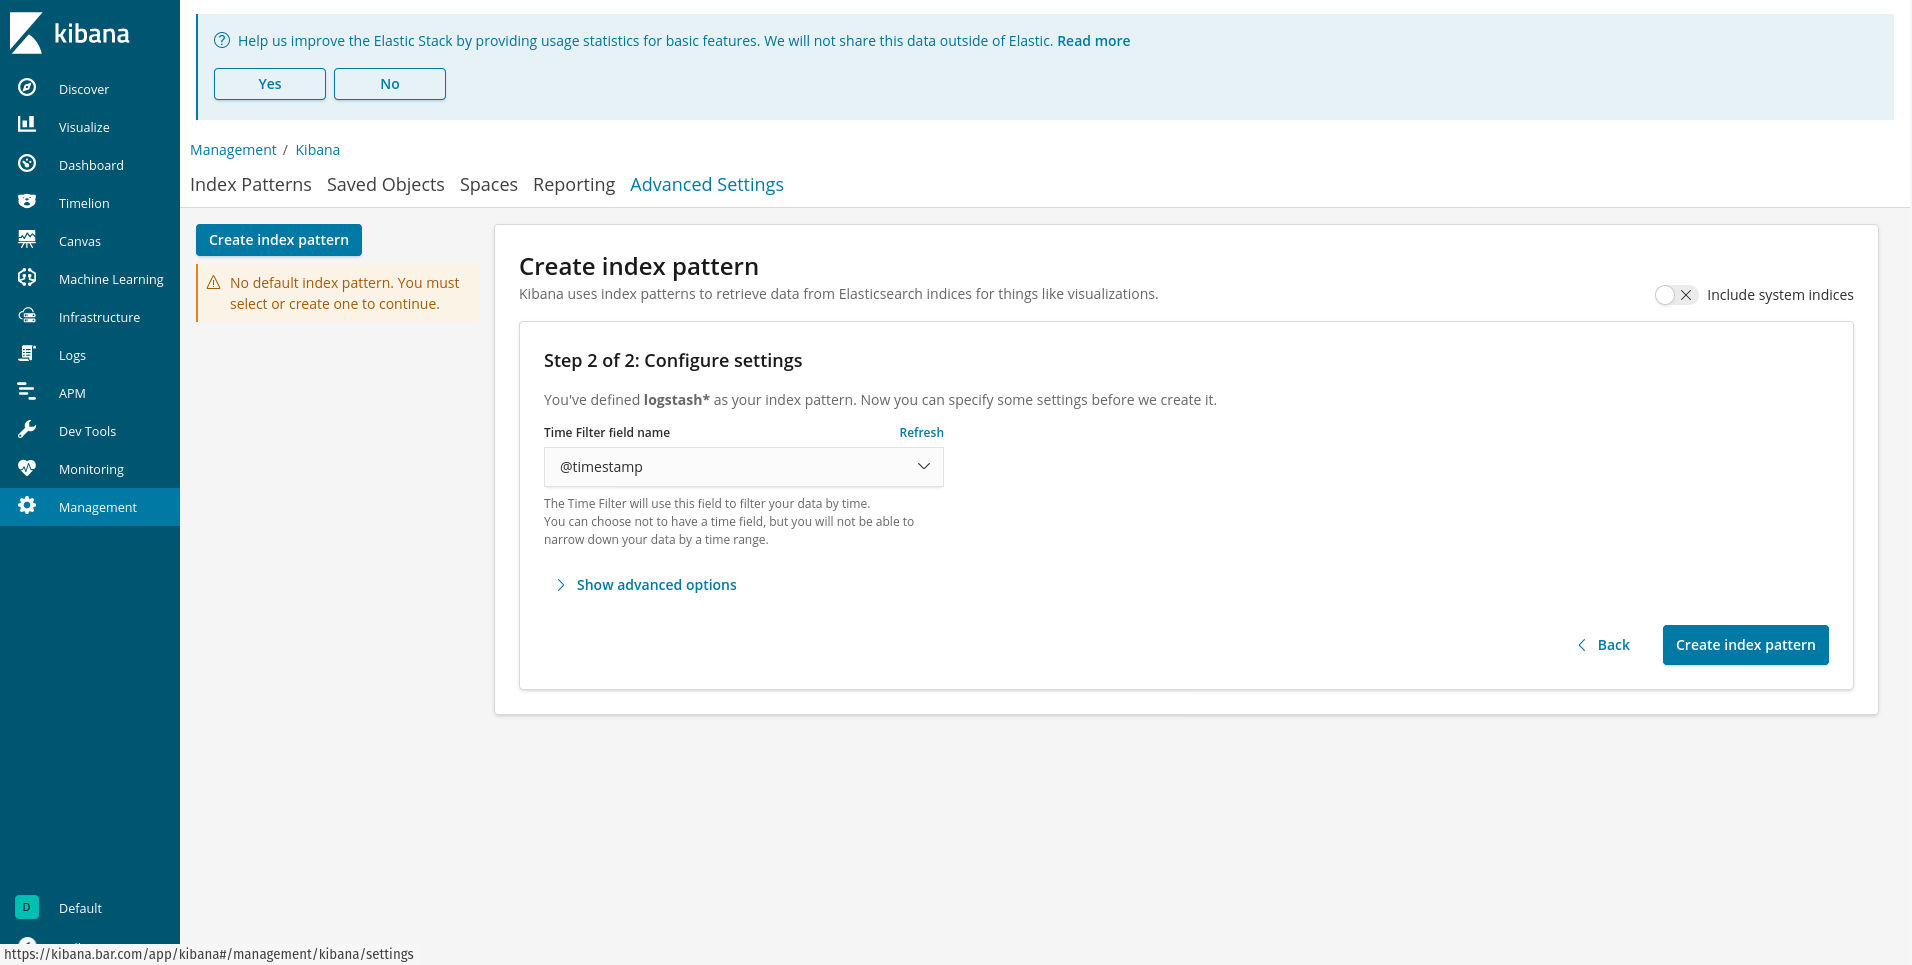 kibana
Discover
Visualize
Dashboard
Timelion
Canvas
Machine Learning
Infrastructure
Logs
APM
Dev Tools
Monitoring
Management
D Default
Help us improve the Elastic Stack by providing usage statistics for basic features. We will not share this data outside of Elastic. Read more
Yes No
Management / Kibana
Index Patterns Saved Objects Spaces Reporting Advanced Settings
Create index pattern
No default index pattern. You must
select or create one to continue.
Create index pattern
Kibana uses index patterns to retrieve data from Elasticsearch indices for things like visualizations.
Include system indices
Step 2 of 2: Configure settings
You've defined logstash* as your index pattern. Now you can specify some settings before we create it.
Time Filter field name Refresh
@timestamp
The Time Filter will use this field to filter your data by time.
You can choose not to have a time field, but you will not be able to
narrow down your data by a time range.
Show advanced options
Back Create index pattern
https://kibana.bar.com/app/kibana#/management/kibana/settings